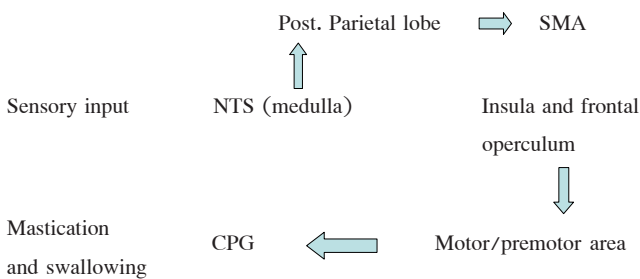 Post. Parietal lobe SMA
Sensory input NTS (medulla) Insula and frontal
operculum
Mastication
and swallowing CPG Motor/premotor area